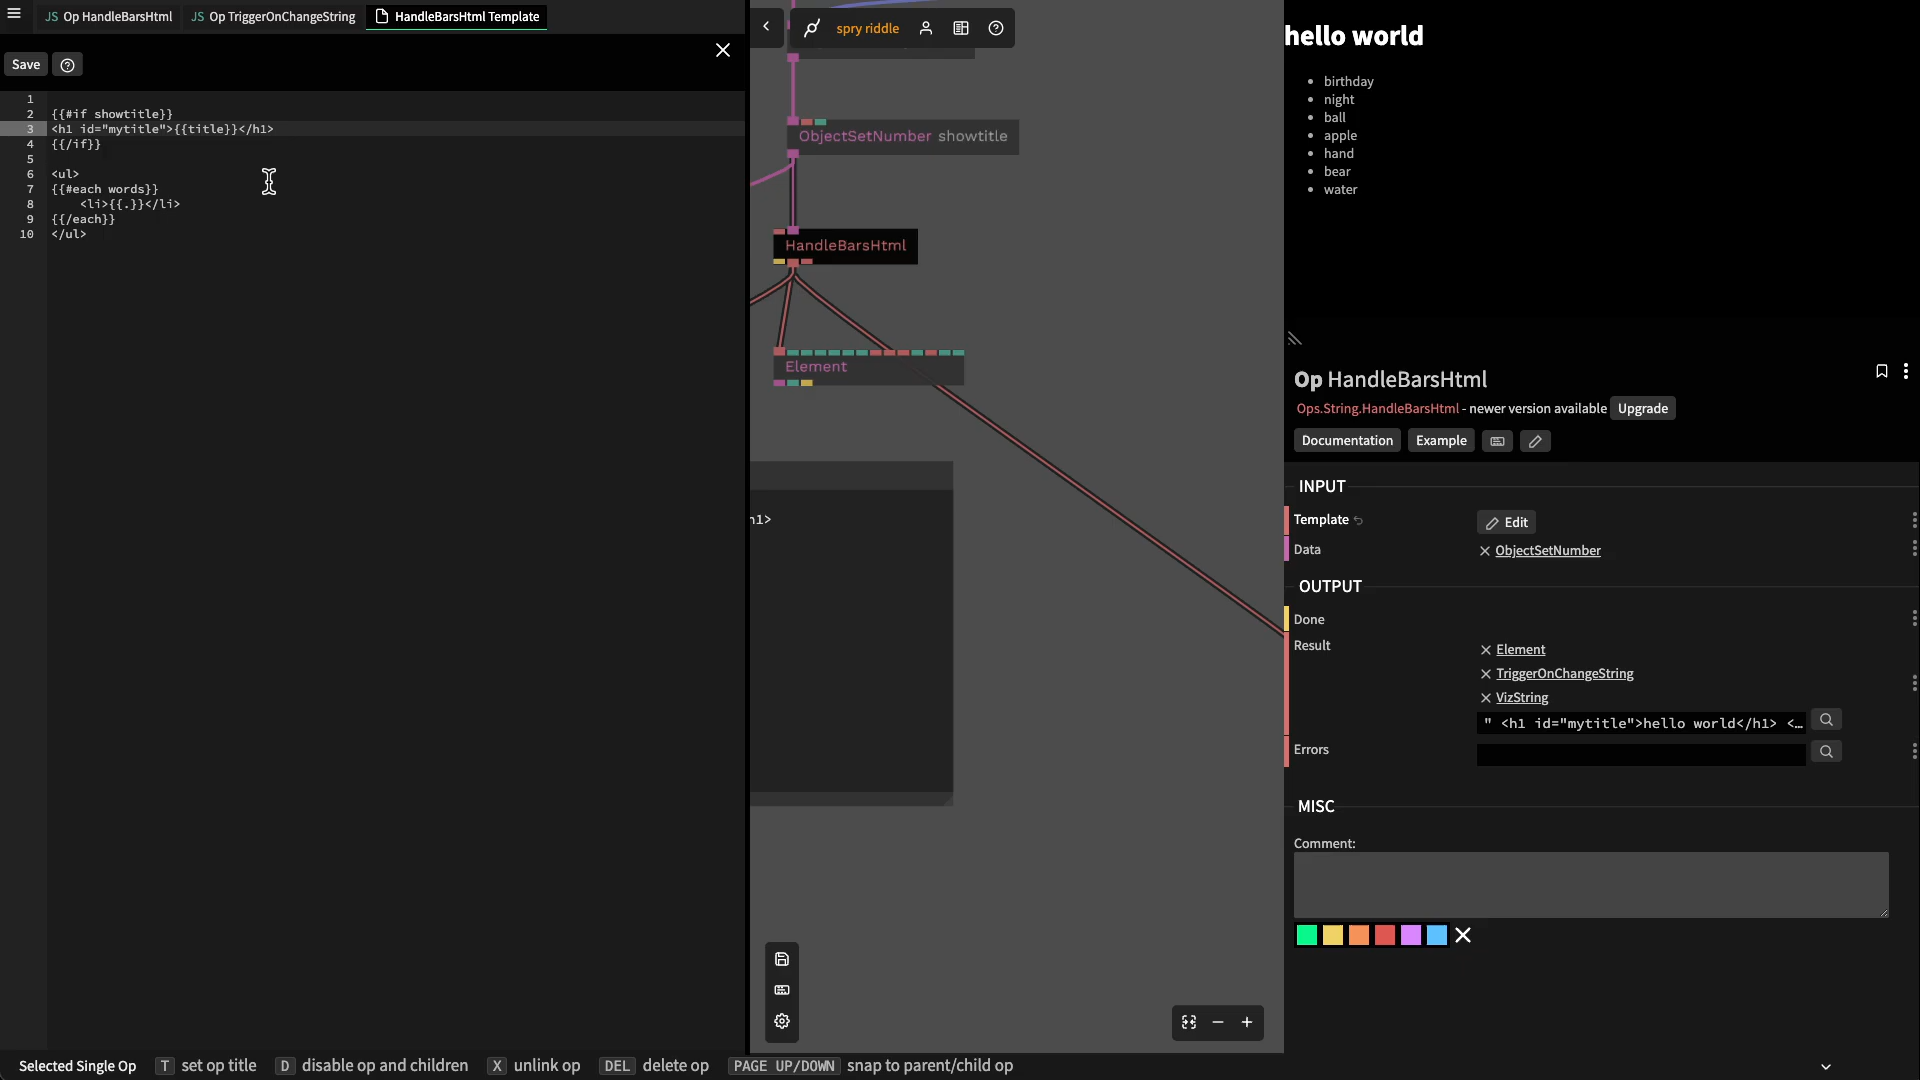 JS Op HandleBarsHtml
JS Op TriggerOnChangeString
HandleBarsHtml Template
Save
1
2 {{#if showtitle}}
3 <h1 id="mytitle">{{title}}</h1>
4 {{/if}}
5
6 <ul>
7 {{#each words}}
8 <li>{{.}}</li>
9 {{/each}}
10 </ul>
spry riddle
ObjectSetNumber showtitle
HandleBarsHtml
Element
h1>
hello world
birthday
night
ball
apple
hand
bear
water
Op HandleBarsHtml
Ops.String.HandleBarsHtml - newer version available Upgrade
Documentation Example
INPUT
Template Edit
Data ObjectSetNumber
OUTPUT
Done
Result
Element
TriggerOnChangeString
VizString
" <h1 id="mytitle">hello world</h1> <…
Errors
MISC
Comment:
Selected Single Op T set op title D disable op and children X unlink op DEL delete op PAGE UP/DOWN snap to parent/child op